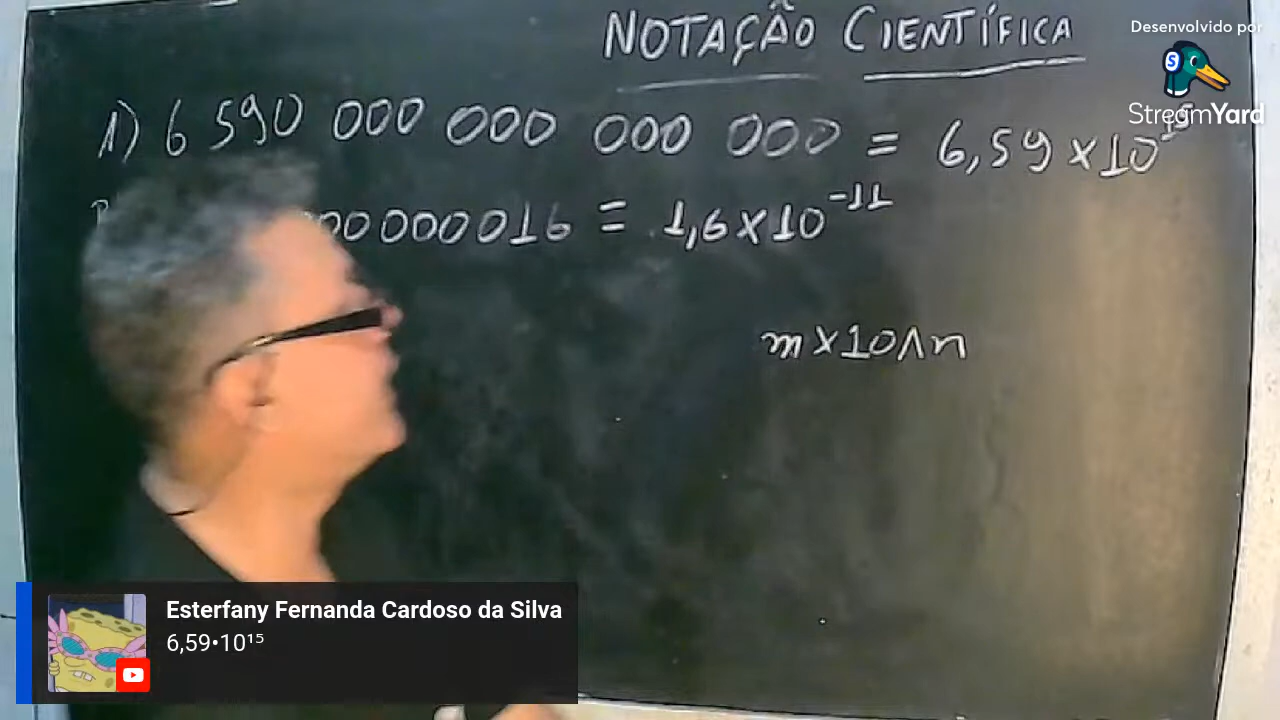 NOTAÇÃO CIENTÍFICA
Desenvolvido por
StreamYard
1) 6 590 000 000 000 000 = 6,59 x 10¹⁵
00000016 = 1,6 x 10⁻¹¹
m x 10^n
Esterfany Fernanda Cardoso da Silva
6,59•10¹⁵